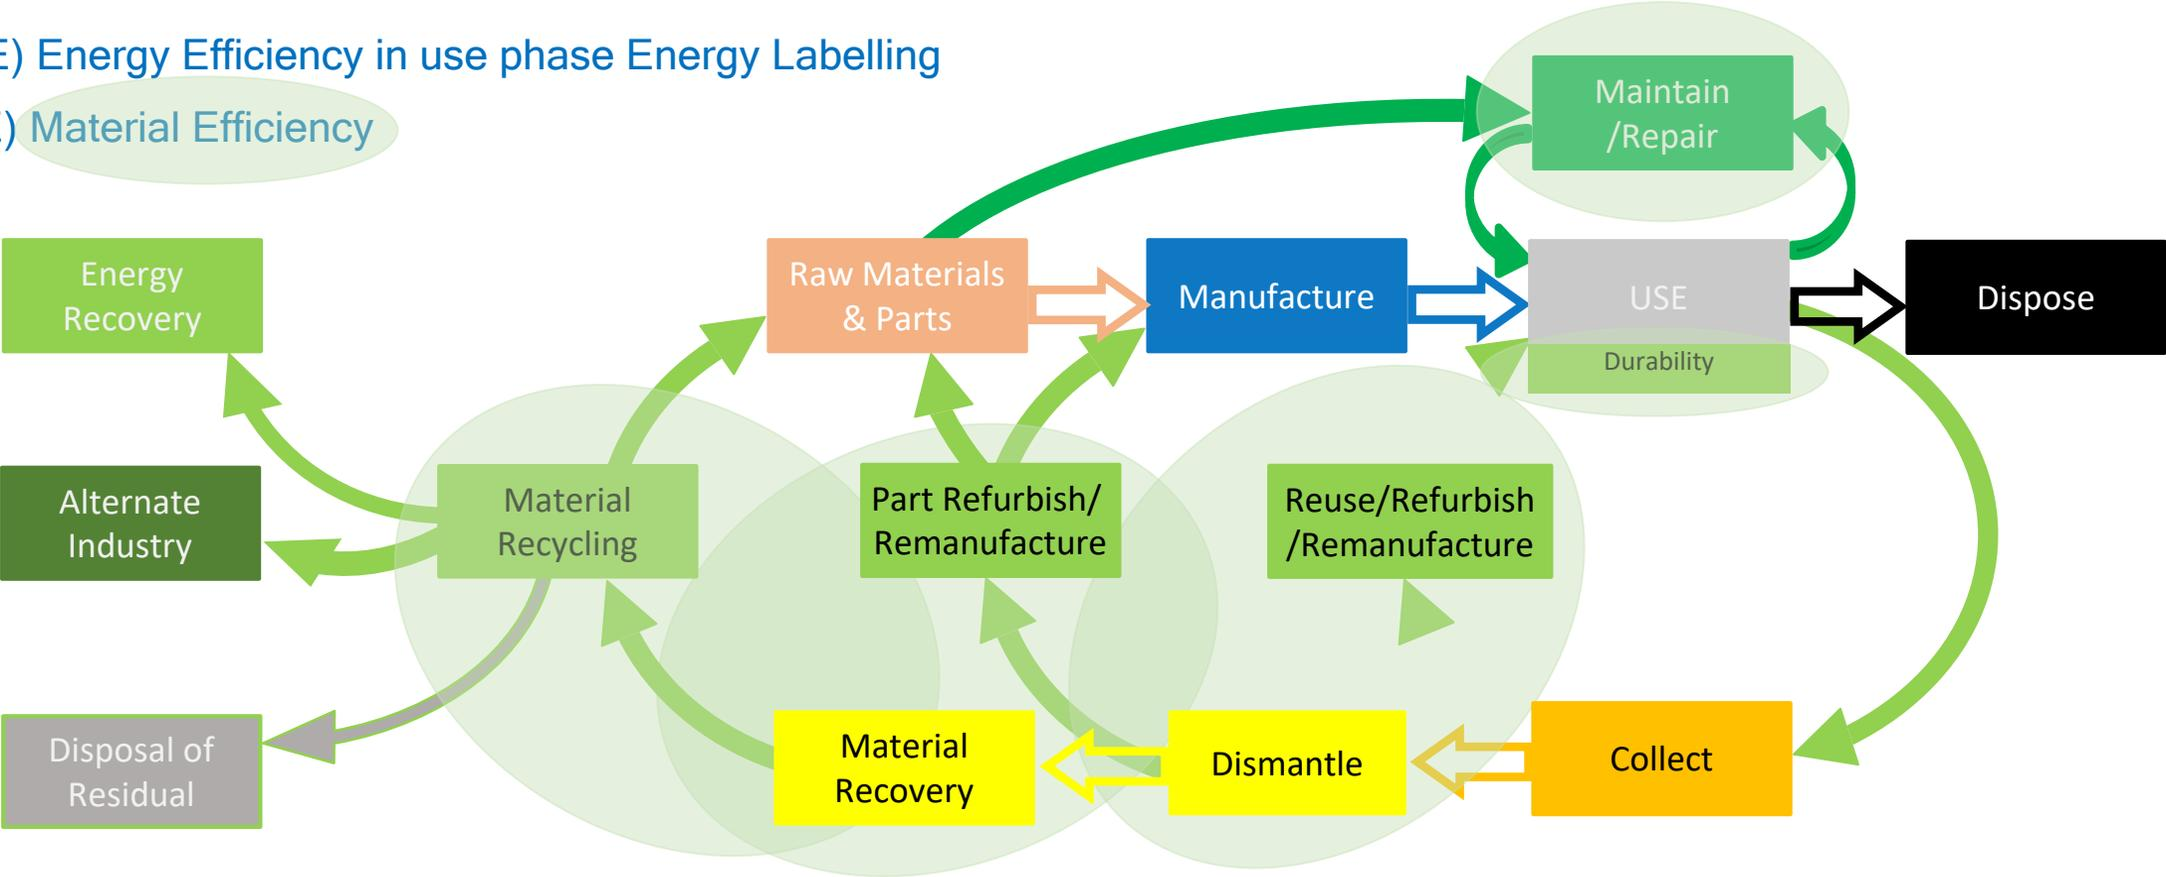 E) Energy Efficiency in use phase Energy Labelling
E) Material Efficiency
Maintain
/Repair
Energy
Recovery
Raw Materials
& Parts
Manufacture
USE
Durability
Dispose
Alternate
Industry
Material
Recycling
Part Refurbish/
Remanufacture
Reuse/Refurbish
/Remanufacture
Disposal of
Residual
Material
Recovery
Dismantle
Collect